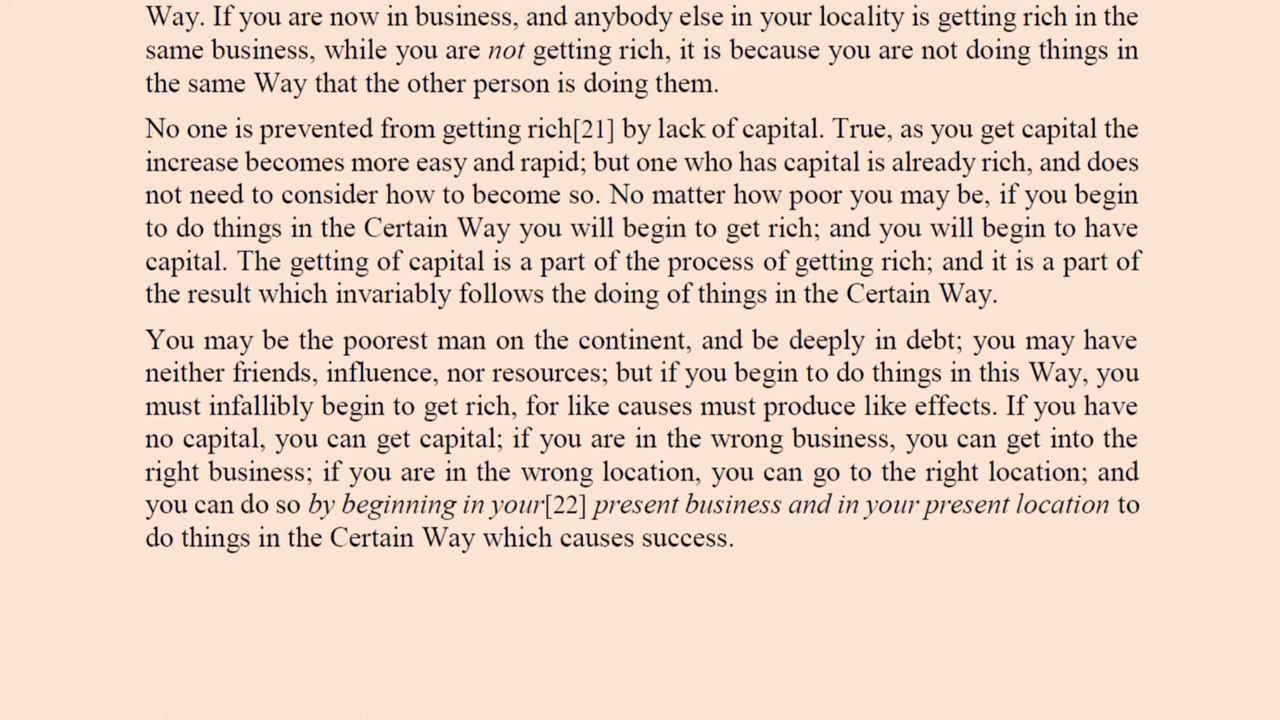 Way. If you are now in business, and anybody else in your locality is getting rich in the
same business, while you are not getting rich, it is because you are not doing things in
the same Way that the other person is doing them.
No one is prevented from getting rich[21] by lack of capital. True, as you get capital the
increase becomes more easy and rapid; but one who has capital is already rich, and does
not need to consider how to become so. No matter how poor you may be, if you begin
to do things in the Certain Way you will begin to get rich; and you will begin to have
capital. The getting of capital is a part of the process of getting rich; and it is a part of
the result which invariably follows the doing of things in the Certain Way.
You may be the poorest man on the continent, and be deeply in debt; you may have
neither friends, influence, nor resources; but if you begin to do things in this Way, you
must infallibly begin to get rich, for like causes must produce like effects. If you have
no capital, you can get capital; if you are in the wrong business, you can get into the
right business; if you are in the wrong location, you can go to the right location; and
you can do so by beginning in your[22] present business and in your present location to
do things in the Certain Way which causes success.